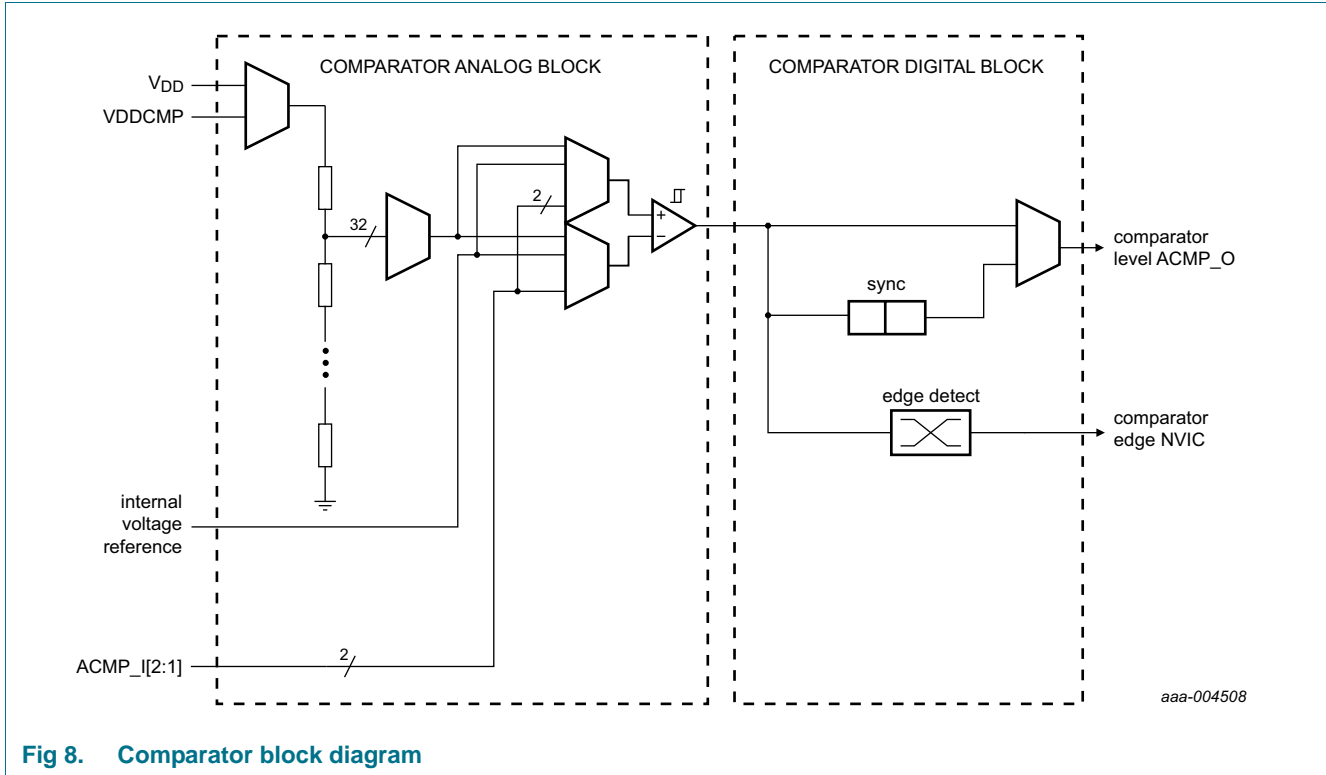 COMPARATOR ANALOG BLOCK
COMPARATOR DIGITAL BLOCK
VDD
VDDCMP
32
2
+
−
sync
comparator
level ACMP_O
edge detect
comparator
edge NVIC
internal
voltage
reference
ACMP_I[2:1]
2
aaa-004508
Fig 8. Comparator block diagram